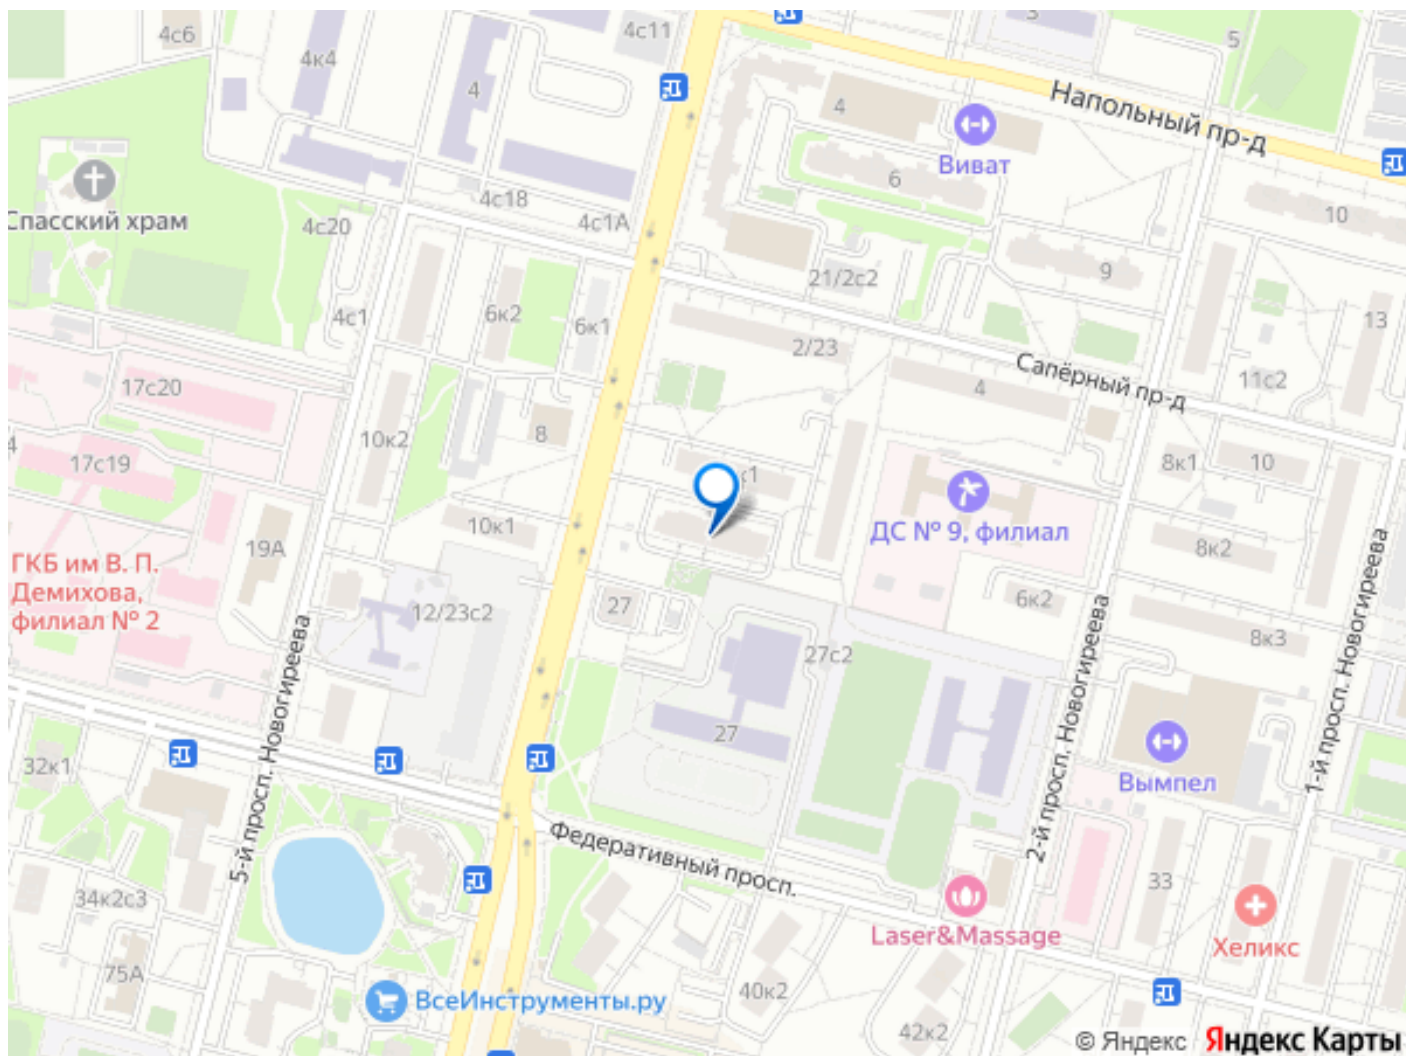 4с6
4с11
3
5
4к4
4
4
Напольный пр-д
Виват
6
Спасский храм
4с18
4с20
4с1А
10
21/2с2
9
4с1
6к2
6к1
13
2/23
Сапёрный пр-д
17с20
4
11с2
10к2
8
4
17с19
к1
8к1
10
10к1
ДС № 9, филиал
19А
8к2
ГКБ им В. П.
Демихова,
филиал № 2
12/23с2
27
6к2
8к3
27с2
5-й просп. Новогиреева
2-й просп. Новогиреева
1-й просп. Новогиреева
27
32к1
Вымпел
Федеративный просп.
34к2с3
33
Laser&Massage
Хеликс
75А
ВсеИнструменты.ру
40к2
42к2
© Яндекс Яндекс Карты